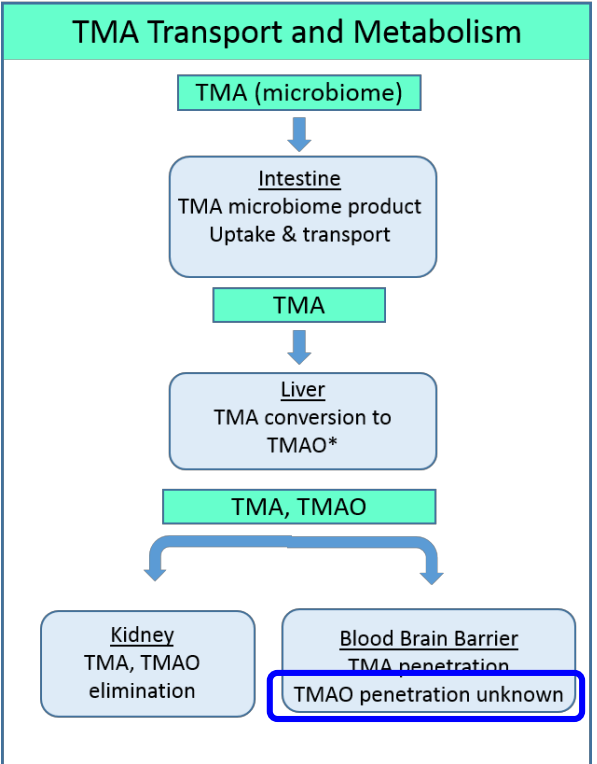 TMA Transport and Metabolism
TMA (microbiome)
Intestine
TMA microbiome product
Uptake & transport
TMA
Liver
TMA conversion to
TMAO*
TMA, TMAO
Kidney
TMA, TMAO
elimination
Blood Brain Barrier
TMA penetration
TMAO penetration unknown